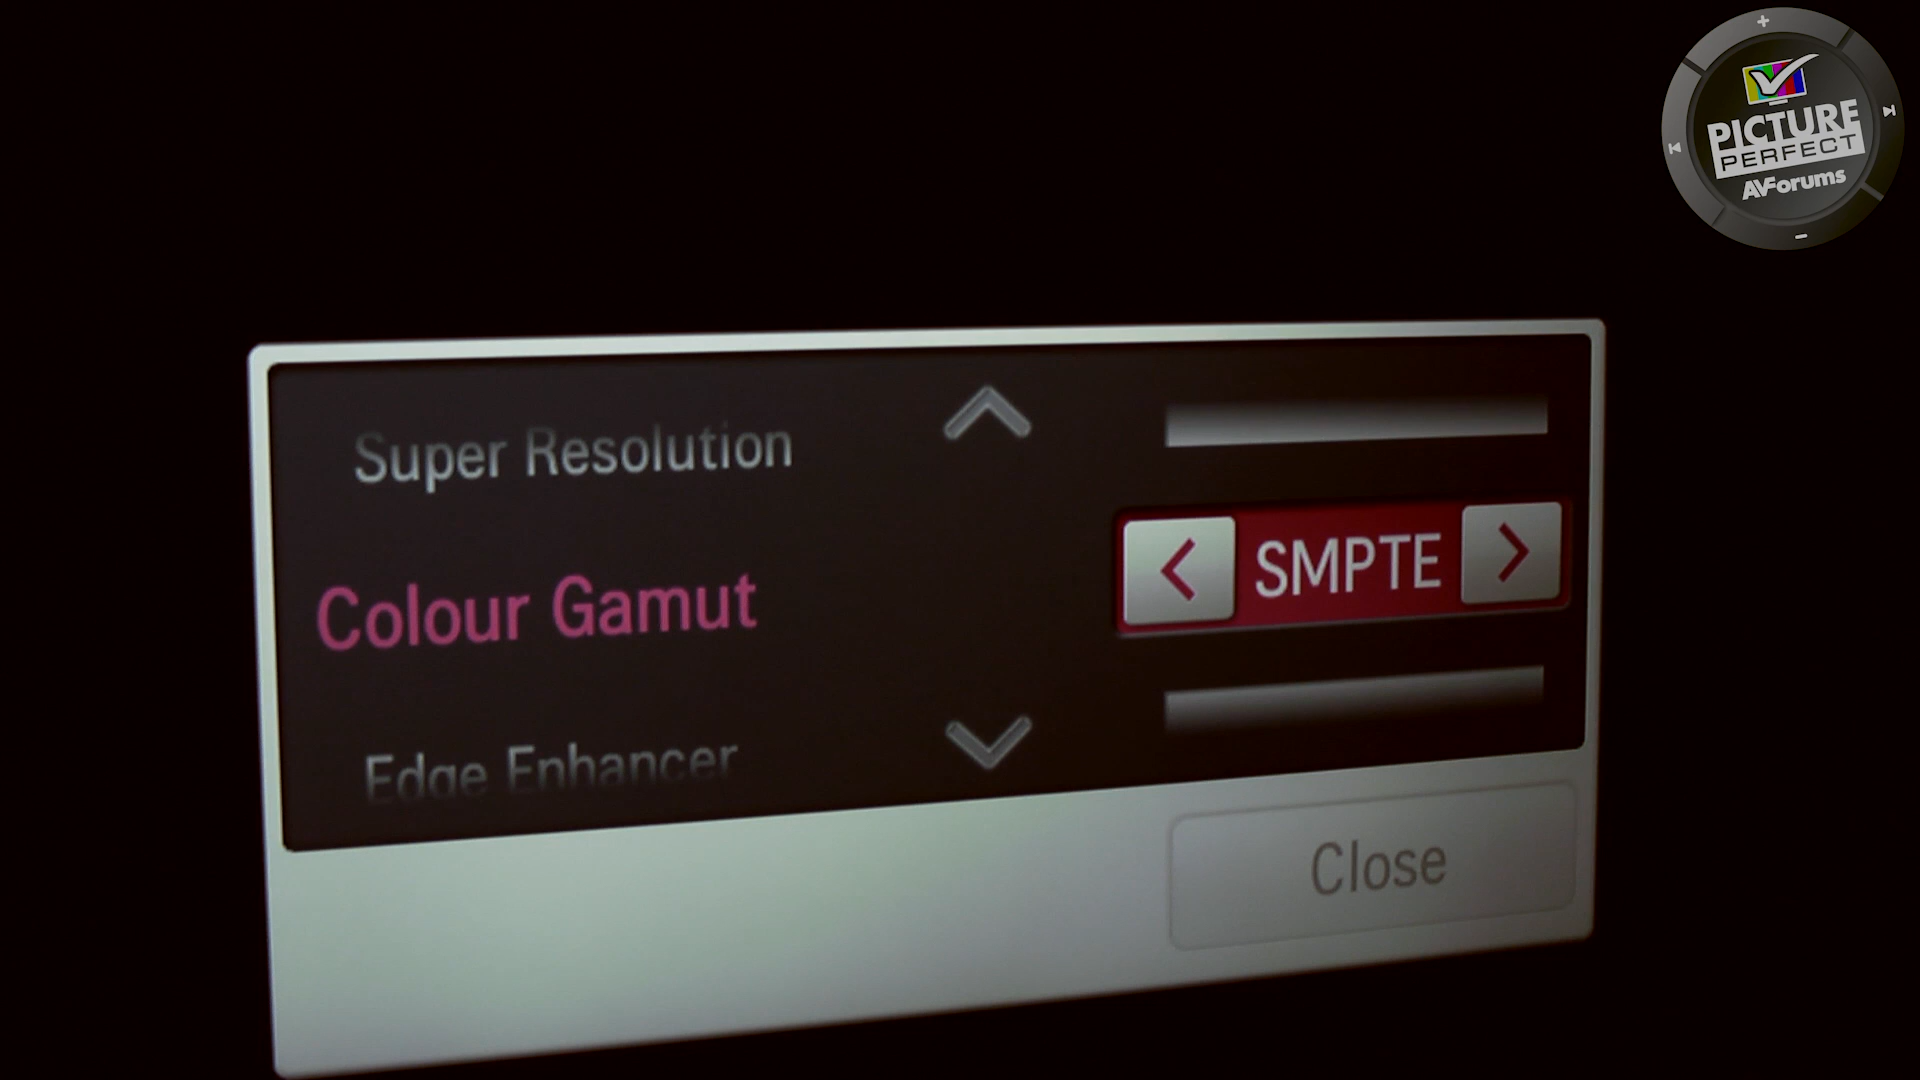 PICTURE
PERFECT
AVForums
Super Resolution
Colour Gamut
SMPTE
Edge Enhancer
Close